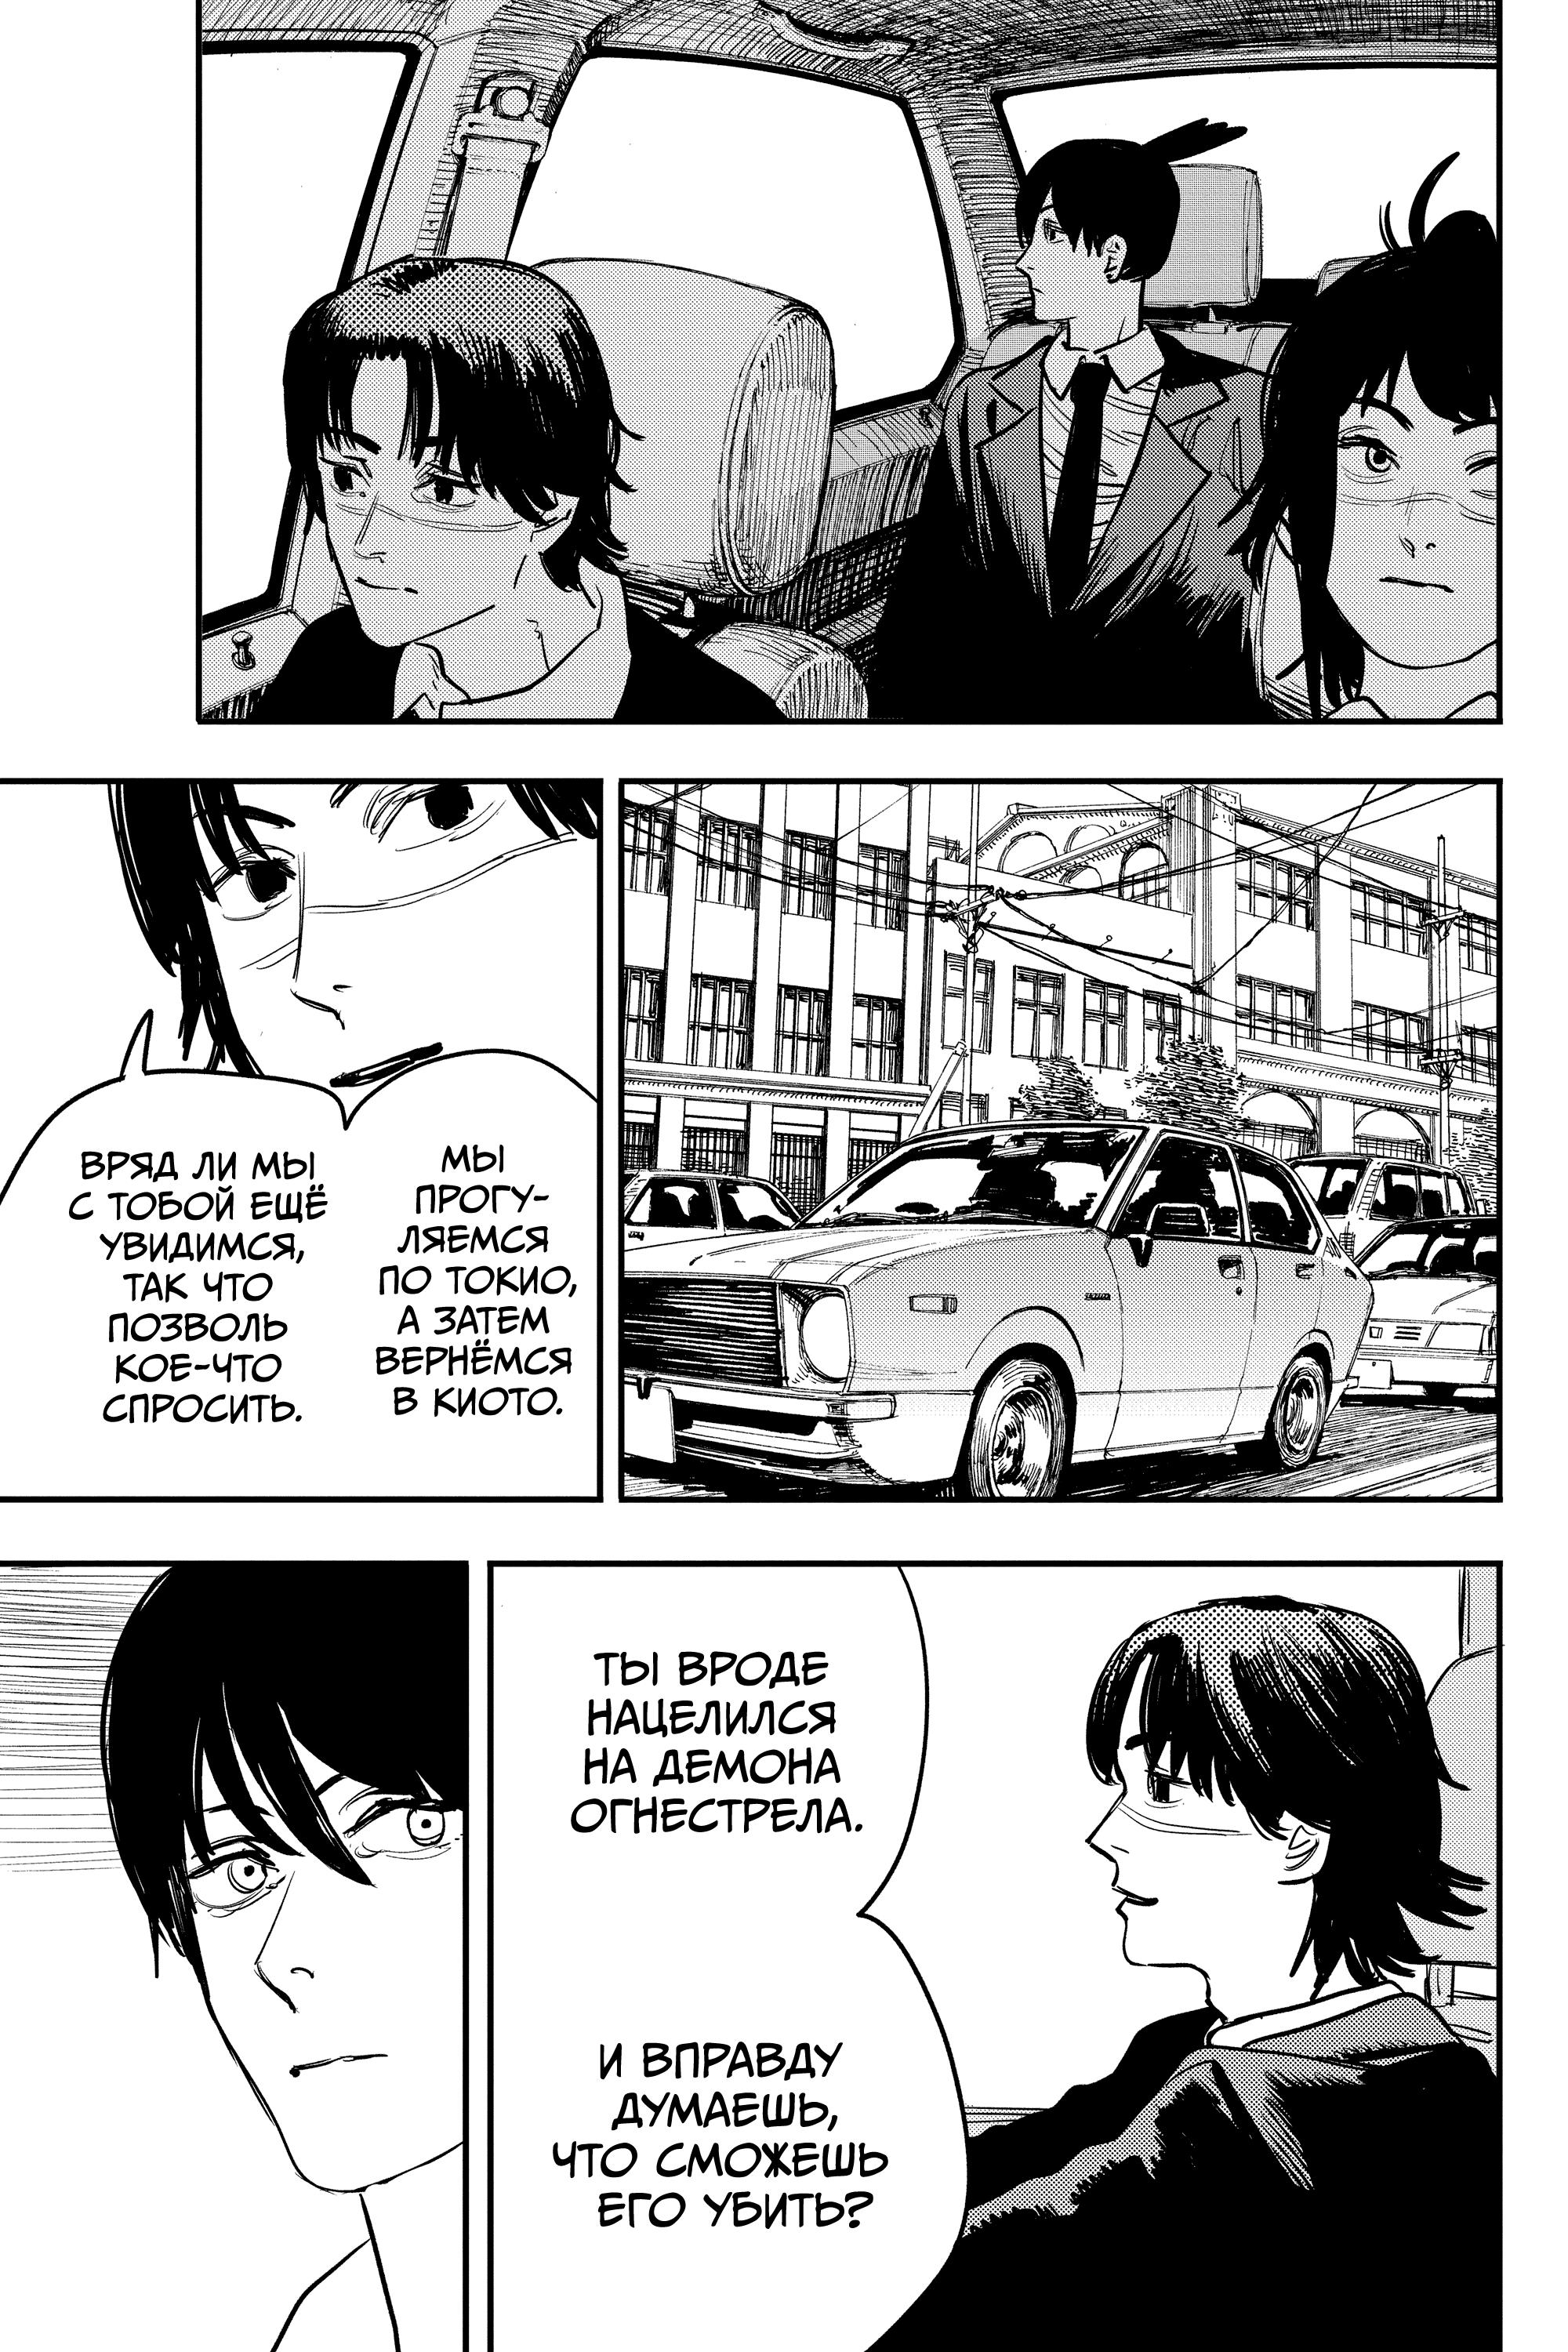 МЫ
ПРОГУ-
ЛЯЕМСЯ
ПО ТОКИО,
А ЗАТЕМ
ВЕРНЁМСЯ
В КИОТО.
ВРЯД ЛИ МЫ
С ТОБОЙ ЕЩЁ
УВИДИМСЯ,
ТАК ЧТО
ПОЗВОЛЬ
КОЕ-ЧТО
СПРОСИТЬ.
ТЫ ВРОДЕ
НАЦЕЛИЛСЯ
НА ДЕМОНА
ОГНЕСТРЕЛА.
И ВПРАВДУ
ДУМАЕШЬ,
ЧТО СМОЖЕШЬ
ЕГО УБИТЬ?